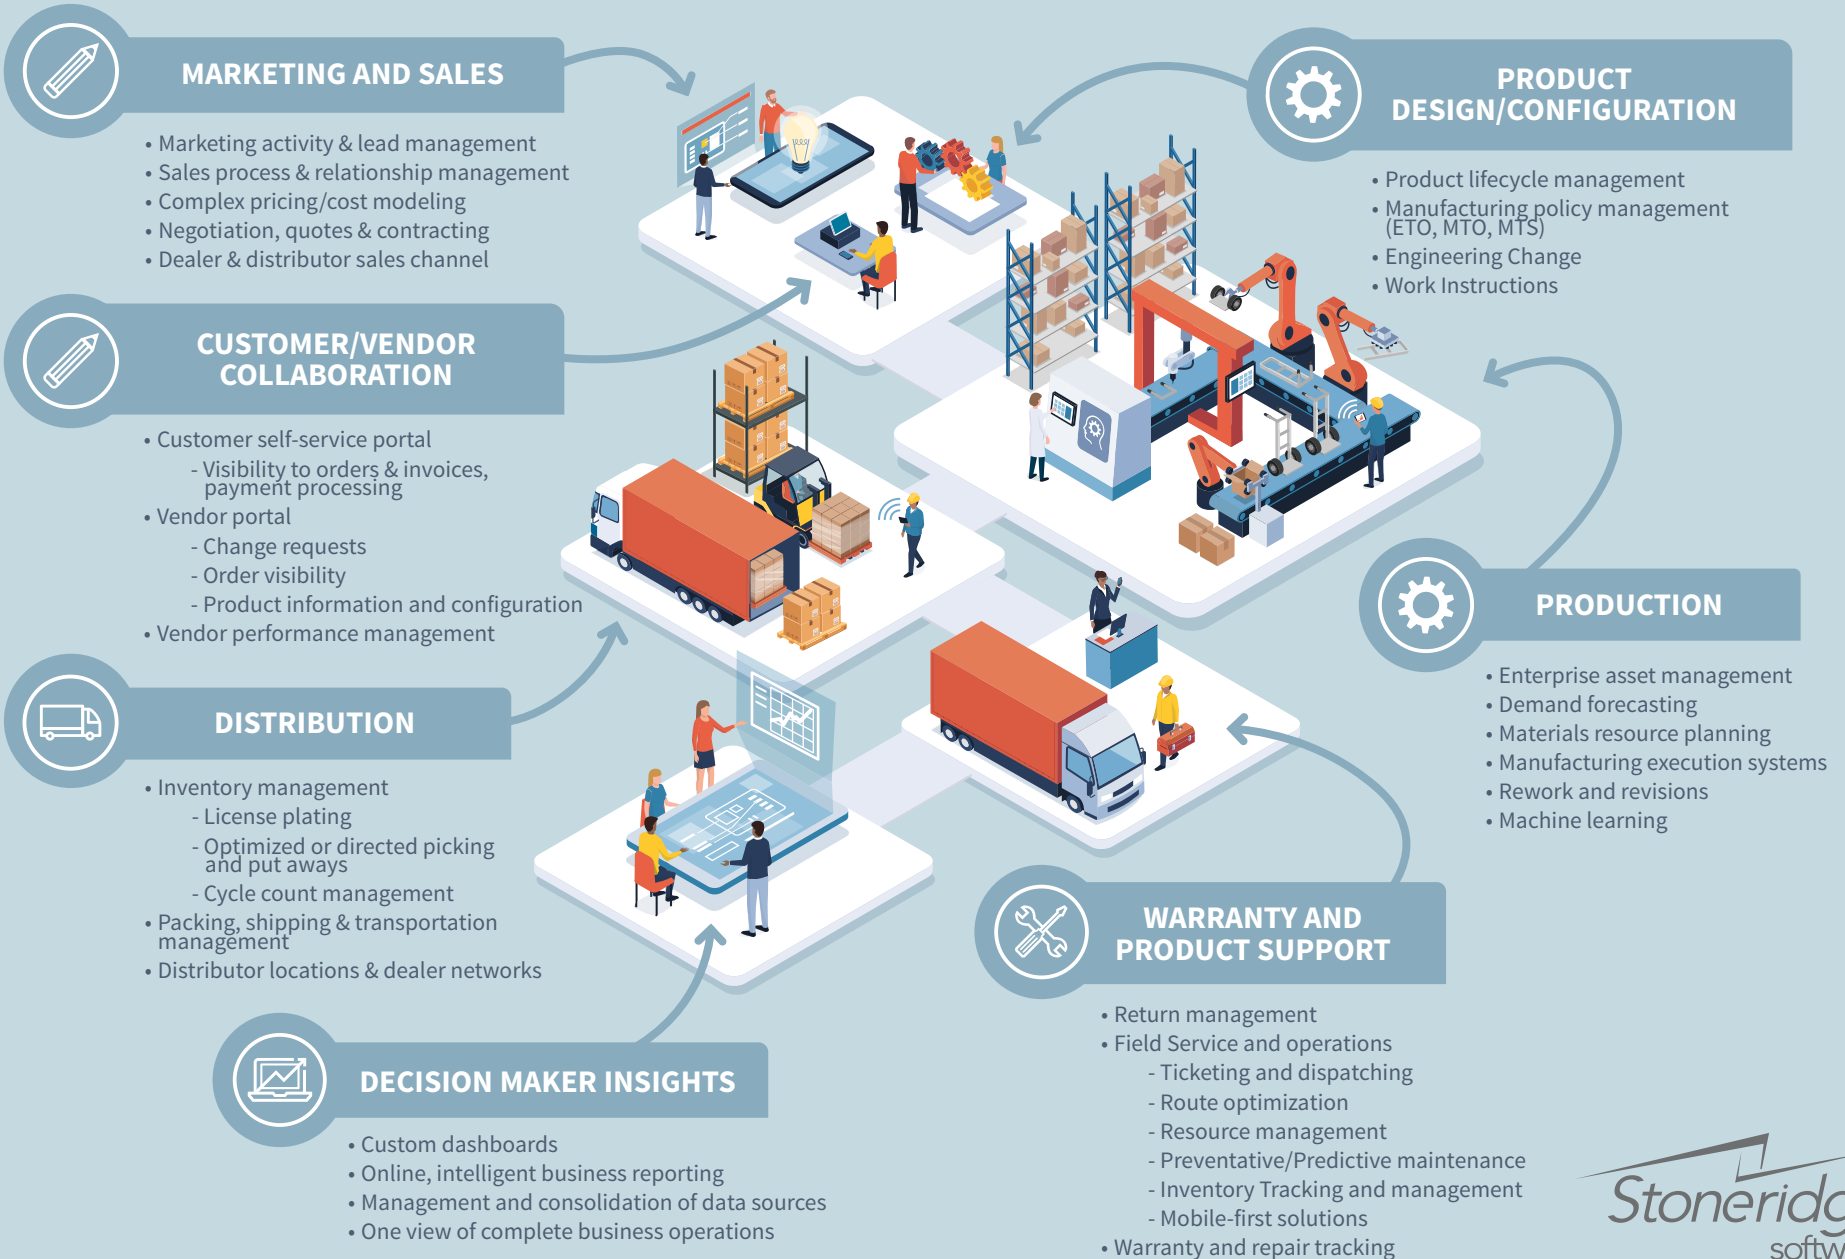 MARKETING AND SALES
• Marketing activity & lead management
• Sales process & relationship management
• Complex pricing/cost modeling
• Negotiation, quotes & contracting
• Dealer & distributor sales channel
CUSTOMER/VENDOR
COLLABORATION
• Customer self-service portal
- Visibility to orders & invoices,
payment processing
• Vendor portal
- Change requests
- Order visibility
- Product information and configuration
• Vendor performance management
DISTRIBUTION
• Inventory management
- License plating
- Optimized or directed picking
and put aways
- Cycle count management
• Packing, shipping & transportation
management
• Distributor locations & dealer networks
DECISION MAKER INSIGHTS
• Custom dashboards
• Online, intelligent business reporting
• Management and consolidation of data sources
• One view of complete business operations
PRODUCT
DESIGN/CONFIGURATION
• Product lifecycle management
• Manufacturing policy management
(ETO, MTO, MTS)
• Engineering Change
• Work Instructions
PRODUCTION
• Enterprise asset management
• Demand forecasting
• Materials resource planning
• Manufacturing execution systems
• Rework and revisions
• Machine learning
WARRANTY AND
PRODUCT SUPPORT
• Return management
• Field Service and operations
- Ticketing and dispatching
- Route optimization
- Resource management
- Preventative/Predictive maintenance
- Inventory Tracking and management
- Mobile-first solutions
• Warranty and repair tracking